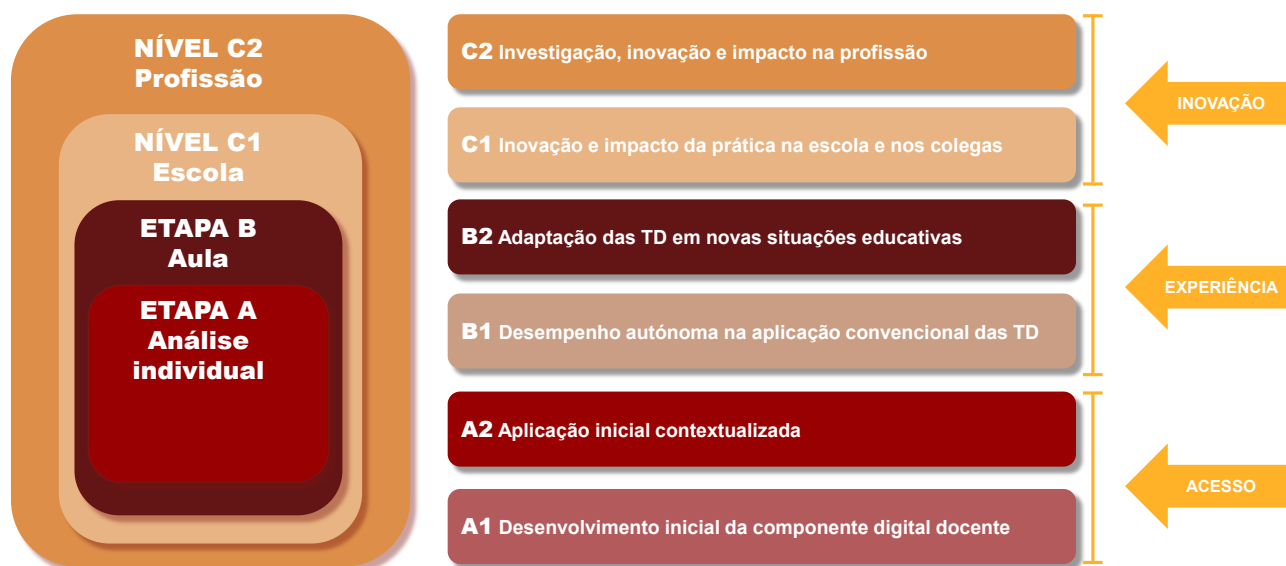 NÍVEL C2
Profissão
NÍVEL C1
Escola
ETAPA B
Aula
ETAPA A
Análise
individual
C2 Investigação, inovação e impacto na profissão
C1 Inovação e impacto da prática na escola e nos colegas
B2 Adaptação das TD em novas situações educativas
B1 Desempenho autónoma na aplicação convencional das TD
A2 Aplicação inicial contextualizada
A1 Desenvolvimento inicial da componente digital docente
INOVAÇÃO
EXPERIÊNCIA
ACESSO